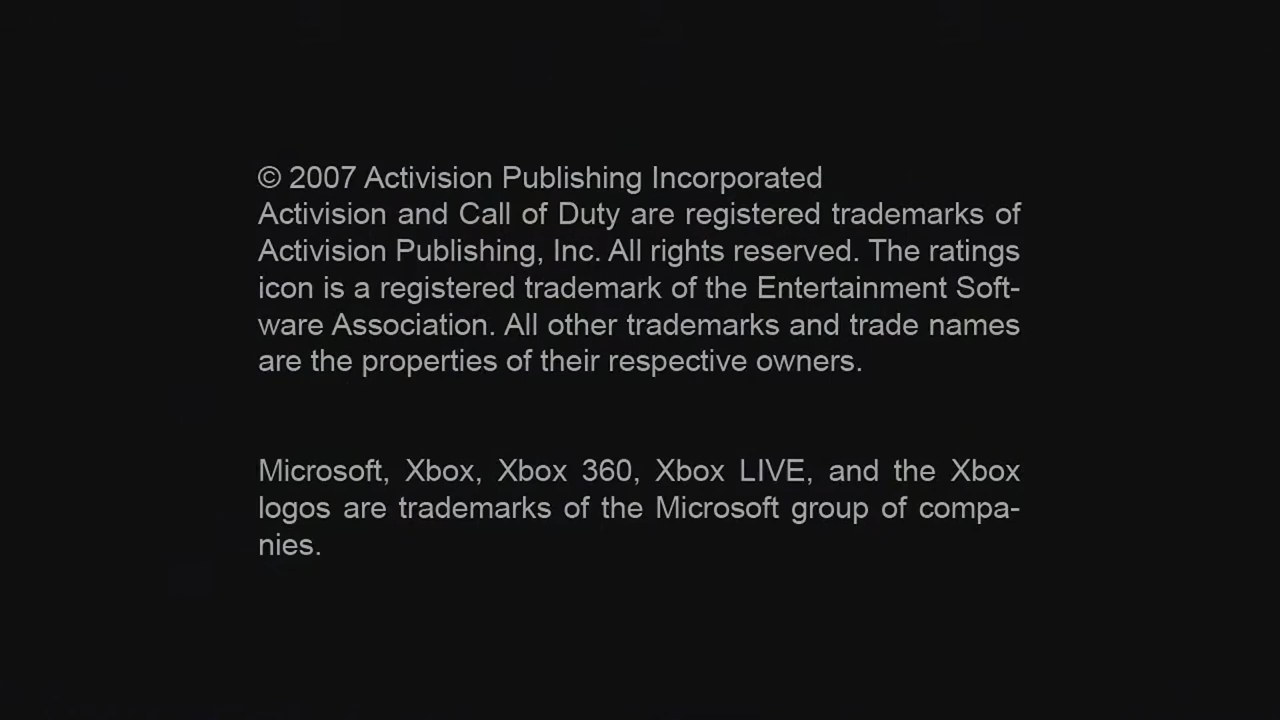 © 2007 Activision Publishing Incorporated
Activision and Call of Duty are registered trademarks of
Activision Publishing, Inc. All rights reserved. The ratings
icon is a registered trademark of the Entertainment Soft-
ware Association. All other trademarks and trade names
are the properties of their respective owners.
Microsoft, Xbox, Xbox 360, Xbox LIVE, and the Xbox
logos are trademarks of the Microsoft group of compa-
nies.